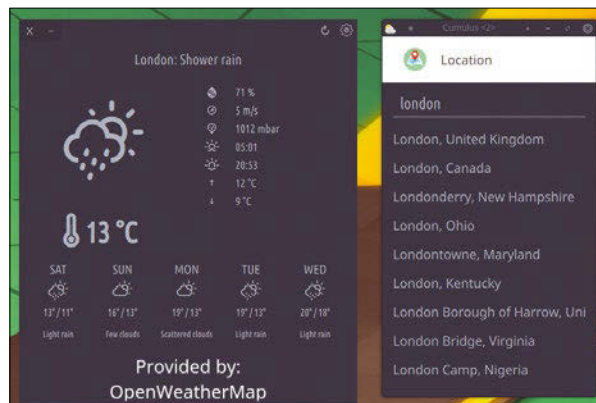 London: Shower rain
71 %
5 m/s
1012 mbar
05:01
20:53
↑ 12 °C
↓ 9 °C
13 °C
SAT SUN MON TUE WED
13°/11° 16°/13° 19°/13° 19°/13° 20°/18°
Light rain Few clouds Scattered clouds Light rain Light rain
Provided by:
OpenWeatherMap
Cumulus <2>
Location
london
London, United Kingdom
London, Canada
Londonderry, New Hampshire
London, Ohio
Londontowne, Maryland
London, Kentucky
London Borough of Harrow, Uni
London Bridge, Virginia
London Camp, Nigeria